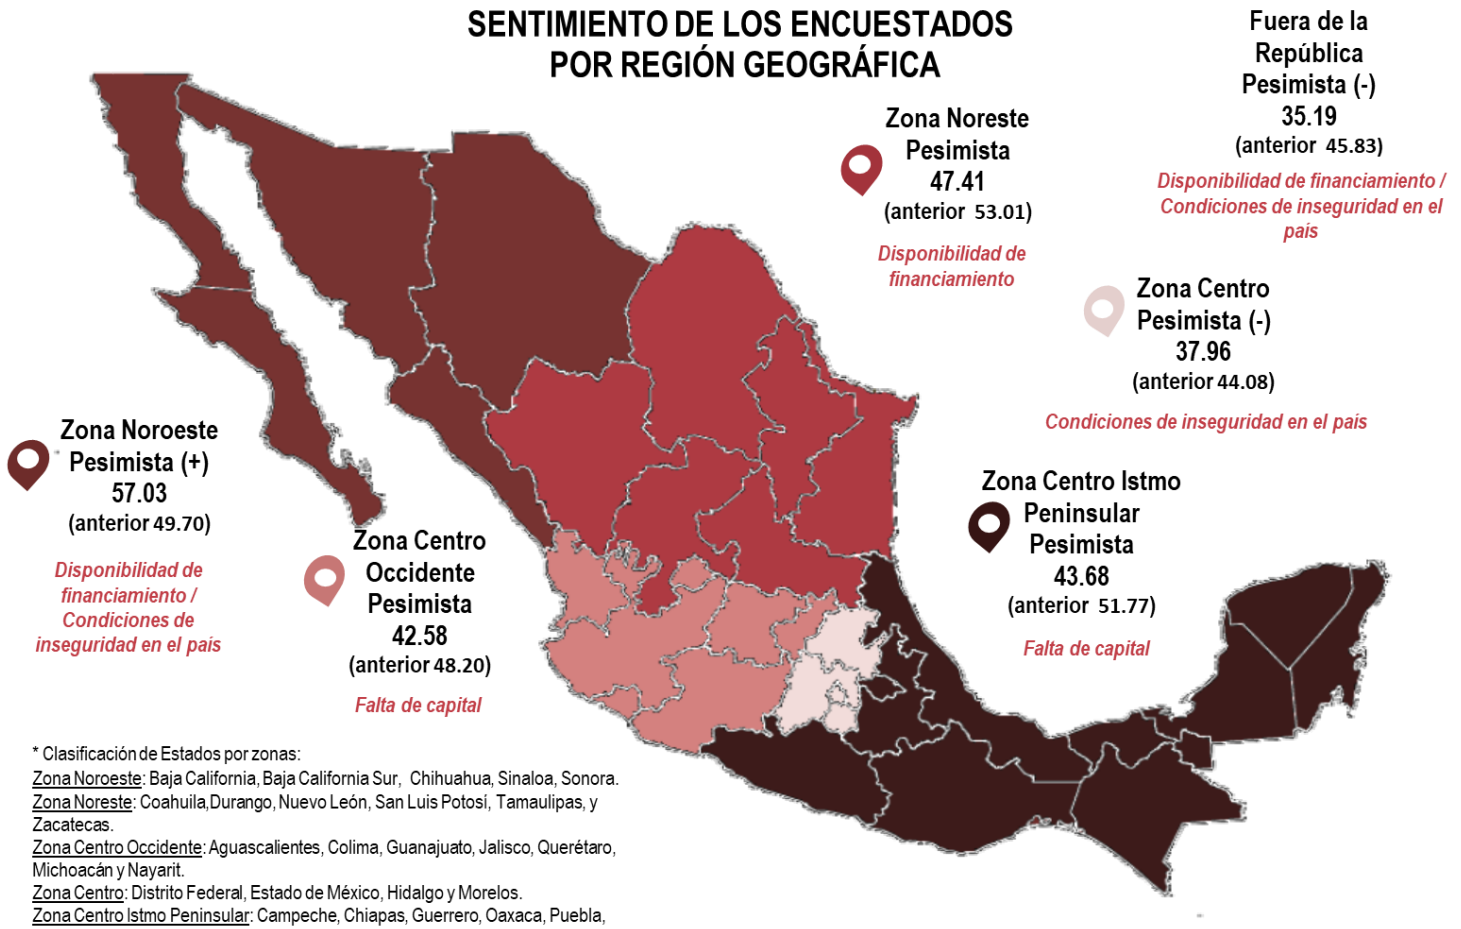 SENTIMIENTO DE LOS ENCUESTADOS
POR REGIÓN GEOGRÁFICA
Fuera de la
República
Pesimista (-)
35.19
(anterior 45.83)
Disponibilidad de financiamiento /
Condiciones de inseguridad en el
país
Zona Noreste
Pesimista
47.41
(anterior 53.01)
Disponibilidad de
financiamiento
Zona Centro
Pesimista (-)
37.96
(anterior 44.08)
Condiciones de inseguridad en el país
Zona Noroeste
Pesimista (+)
57.03
(anterior 49.70)
Disponibilidad de
financiamiento /
Condiciones de
inseguridad en el país
Zona Centro
Occidente
Pesimista
42.58
(anterior 48.20)
Falta de capital
Zona Centro Istmo
Peninsular
Pesimista
43.68
(anterior 51.77)
Falta de capital
* Clasificación de Estados por zonas:
Zona Noroeste: Baja California, Baja California Sur, Chihuahua, Sinaloa, Sonora.
Zona Noreste: Coahuila,Durango, Nuevo León, San Luis Potosí, Tamaulipas, y
Zacatecas.
Zona Centro Occidente: Aguascalientes, Colima, Guanajuato, Jalisco, Querétaro,
Michoacán y Nayarit.
Zona Centro: Distrito Federal, Estado de México, Hidalgo y Morelos.
Zona Centro Istmo Peninsular: Campeche, Chiapas, Guerrero, Oaxaca, Puebla,